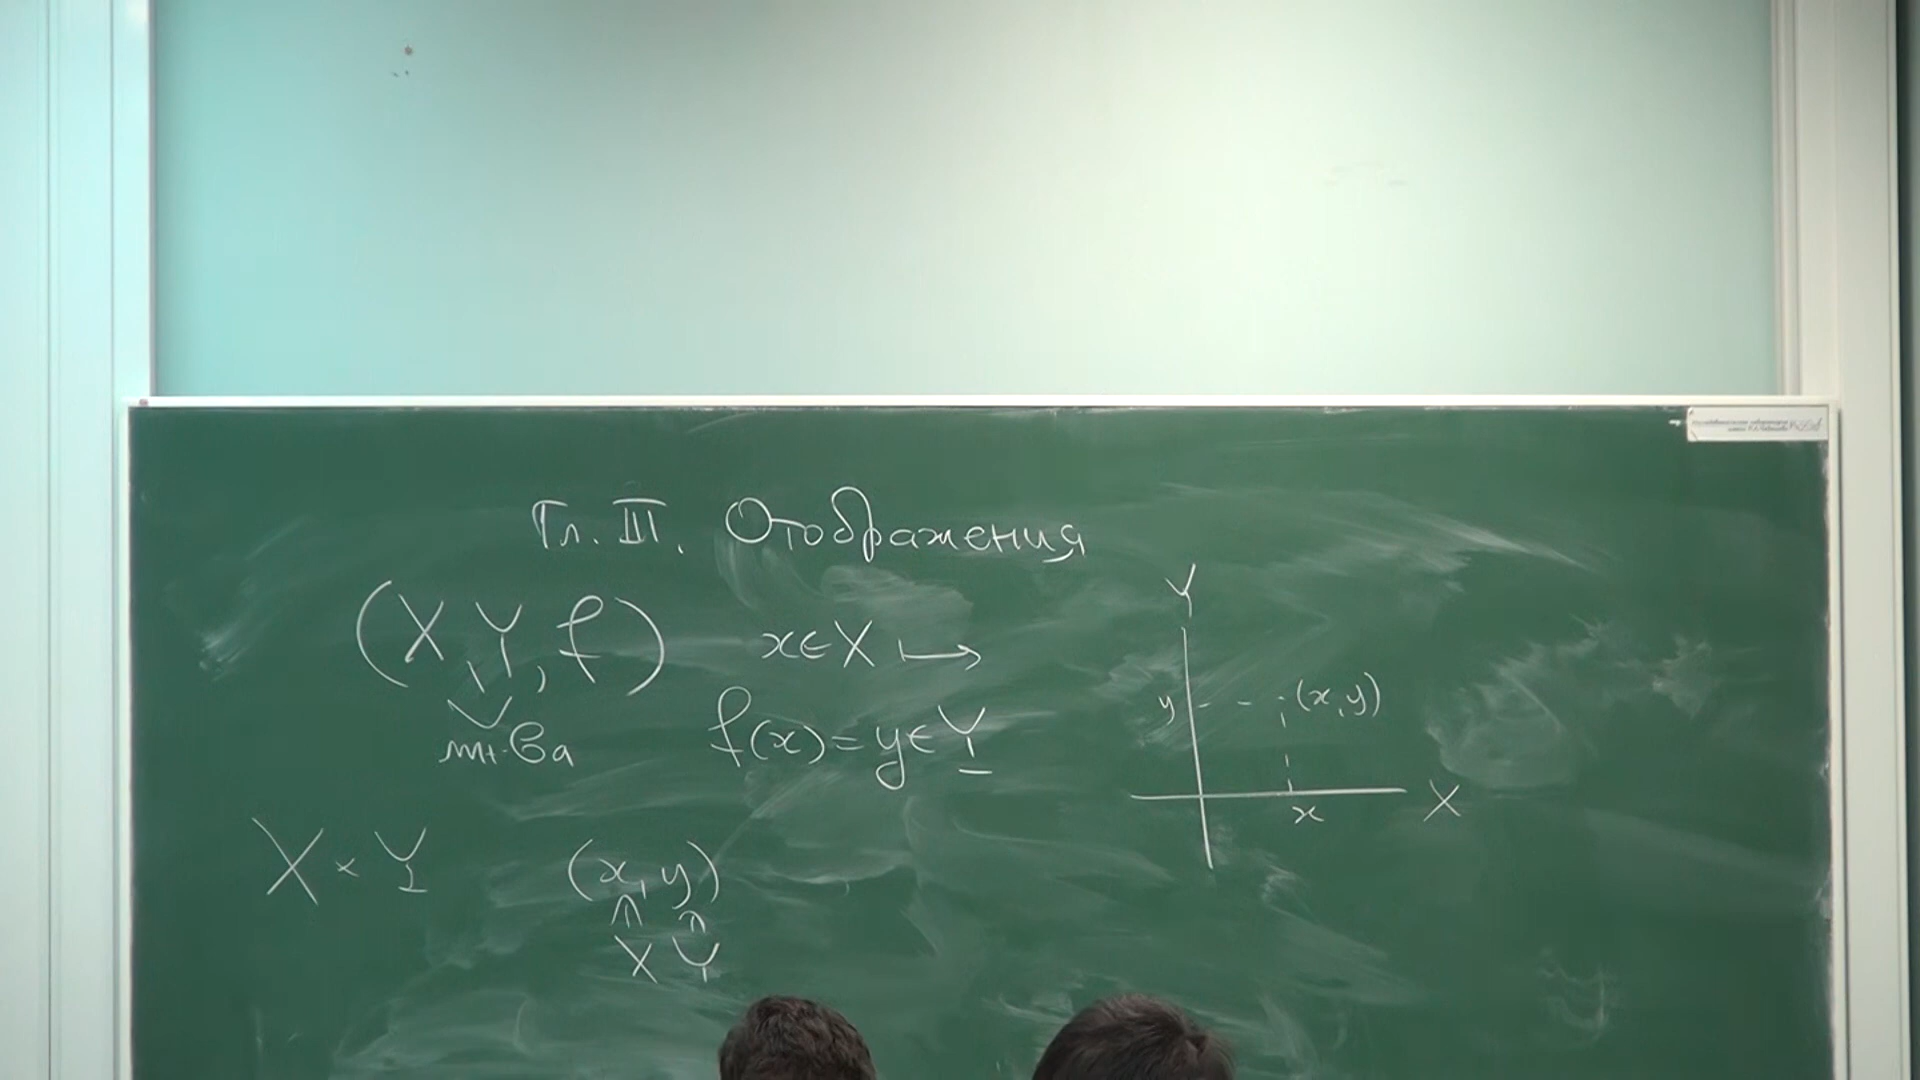 Гл. III. Отображения
(X, Y, f) x∈X ⟼
мн-ва f(x)=y∈Y
X × Y (x, y)
X Y
Y
y (x, y)
x X